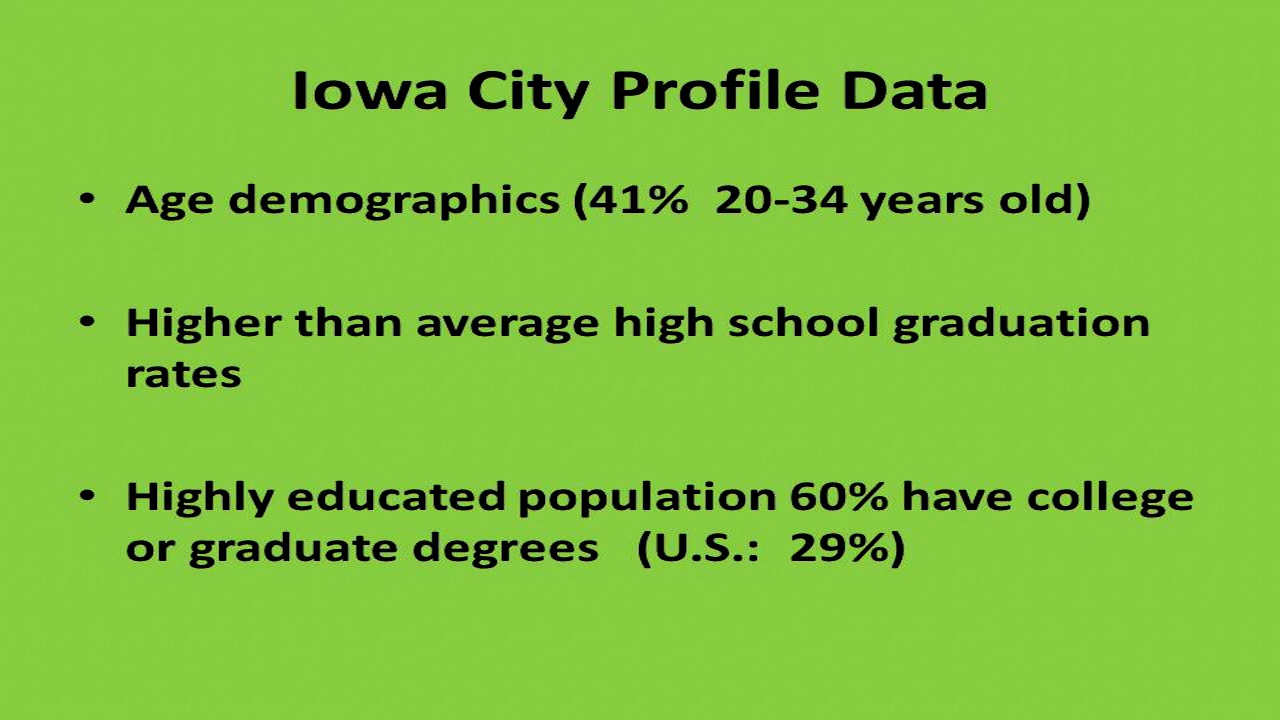 Iowa City Profile Data
• Age demographics (41%  20-34 years old)
• Higher than average high school graduation
rates
• Highly educated population 60% have college
or graduate degrees   (U.S.:  29%)